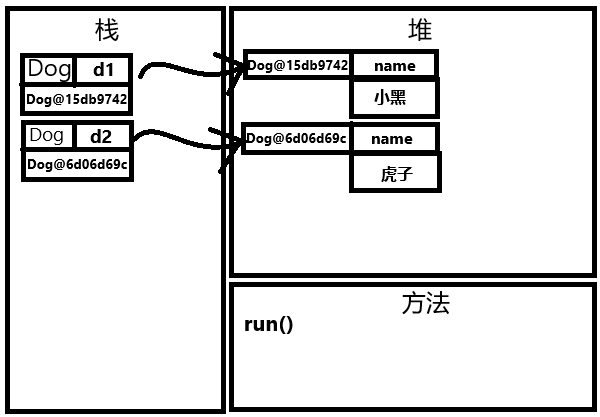 栈
Dog d1
Dog@15db9742
Dog d2
Dog@6d06d69c
堆
Dog@15db9742 name
小黑
Dog@6d06d69c name
虎子
方法
run()